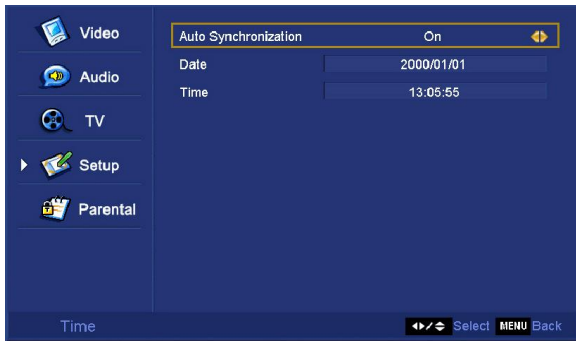 Video
Audio
TV
Setup
Parental
Auto Synchronization On
Date 2000/01/01
Time 13:05:55
Time Select MENU Back